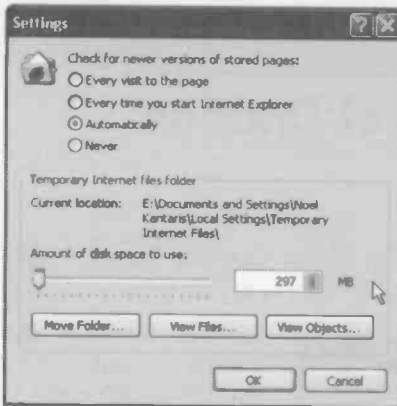 Settings
Check for newer versions of stored pages:
Every visit to the page
Every time you start Internet Explorer
Automatically
Never
Temporary Internet files folder
Current location: E:\Documents and Settings\Noel
Kantaris\Local Settings\Temporary
Internet Files\
Amount of disk space to use:
297 MB
Move Folder... View Files... View Objects...
OK Cancel